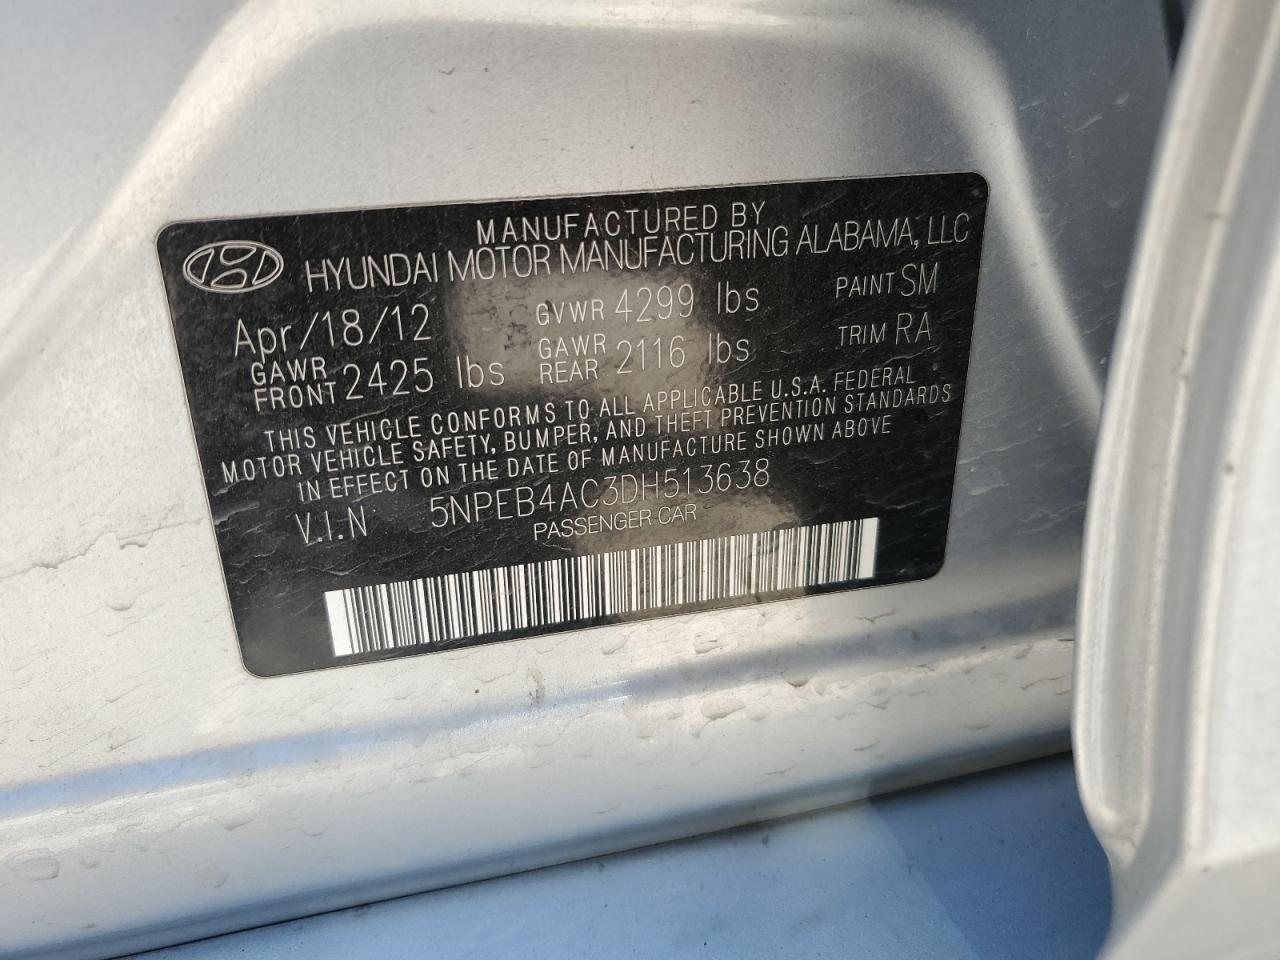 MANUFACTURED BY
HYUNDAI MOTOR MANUFACTURING ALABAMA, LLC
Apr/18/12 GVWR 4299 lbs PAINT SM
GAWR FRONT 2425 lbs GAWR REAR 2116 lbs TRIM RA
THIS VEHICLE CONFORMS TO ALL APPLICABLE U.S.A. FEDERAL
MOTOR VEHICLE SAFETY, BUMPER, AND THEFT PREVENTION STANDARDS
IN EFFECT ON THE DATE OF MANUFACTURE SHOWN ABOVE
V.I.N 5NPEB4AC3DH513638
PASSENGER CAR